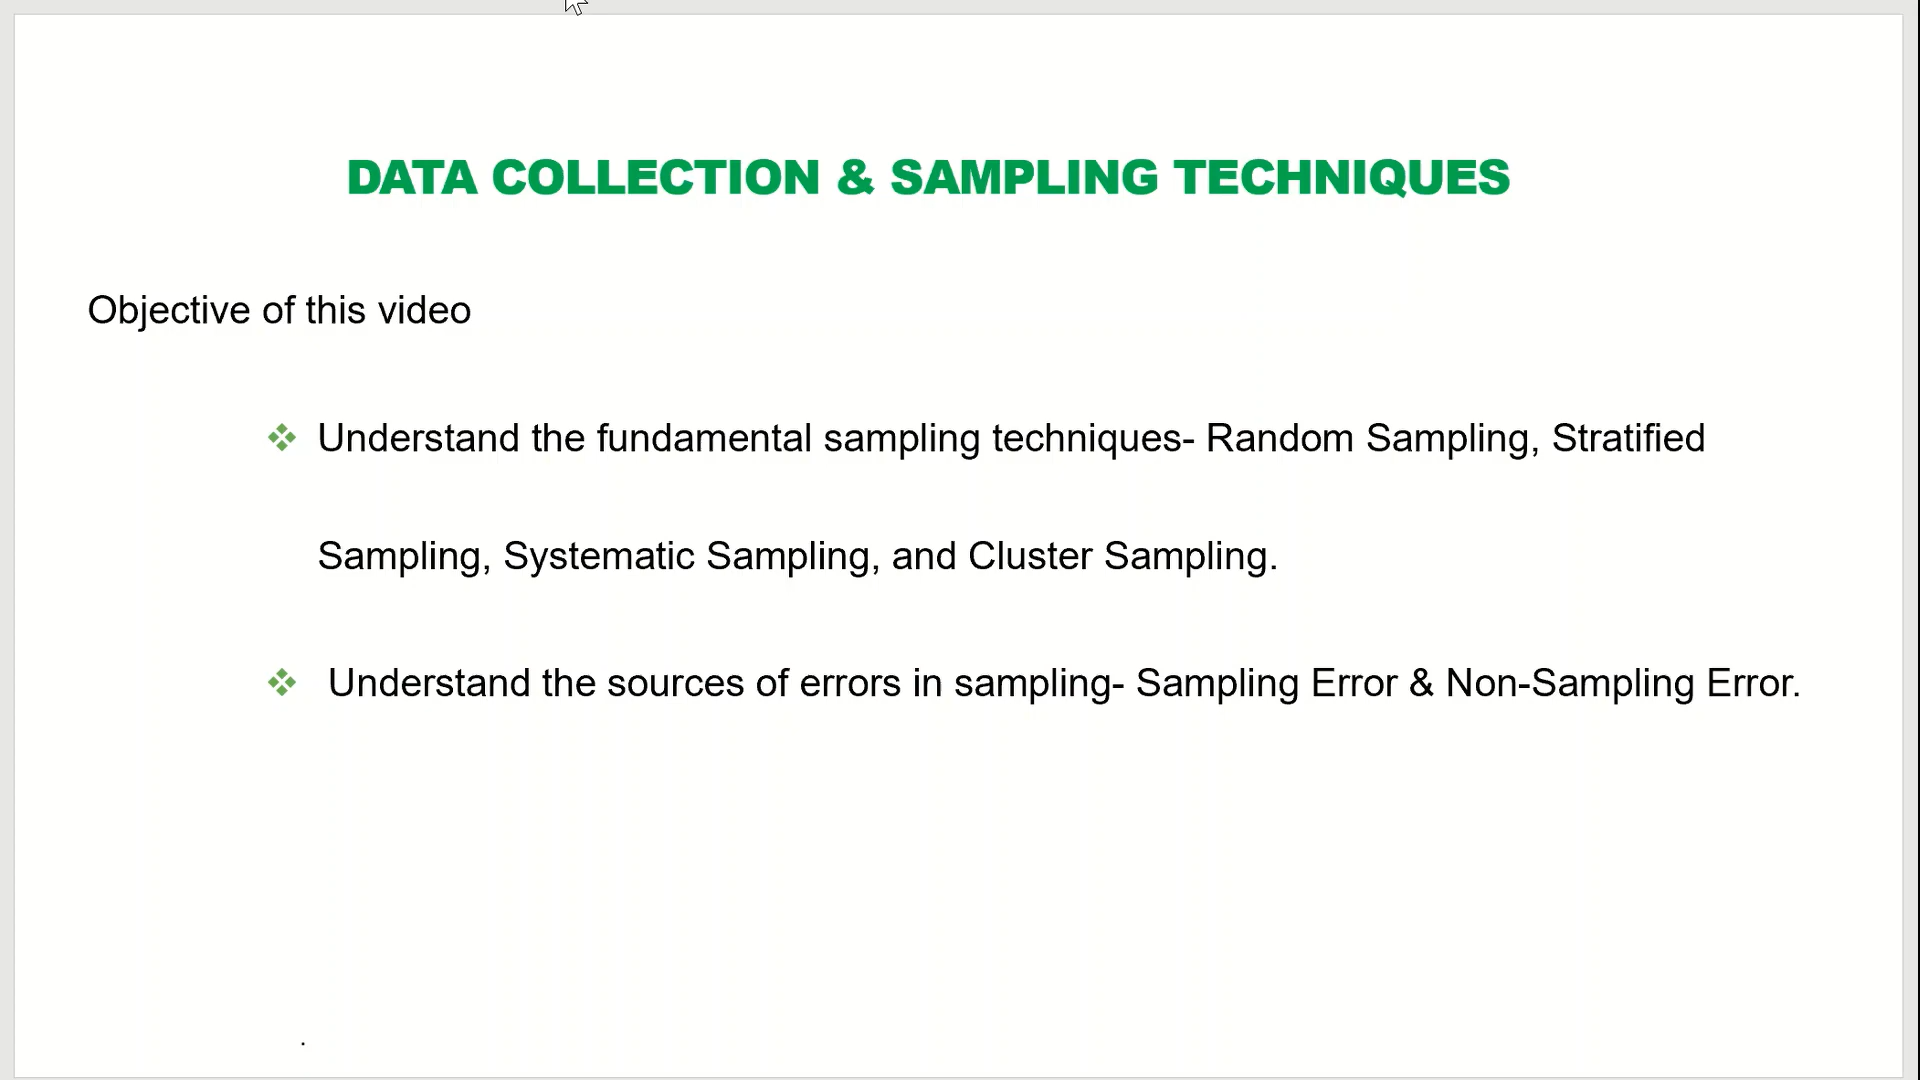 DATA COLLECTION & SAMPLING TECHNIQUES
Objective of this video
❖ Understand the fundamental sampling techniques- Random Sampling, Stratified
Sampling, Systematic Sampling, and Cluster Sampling.
❖ Understand the sources of errors in sampling- Sampling Error & Non-Sampling Error.
.